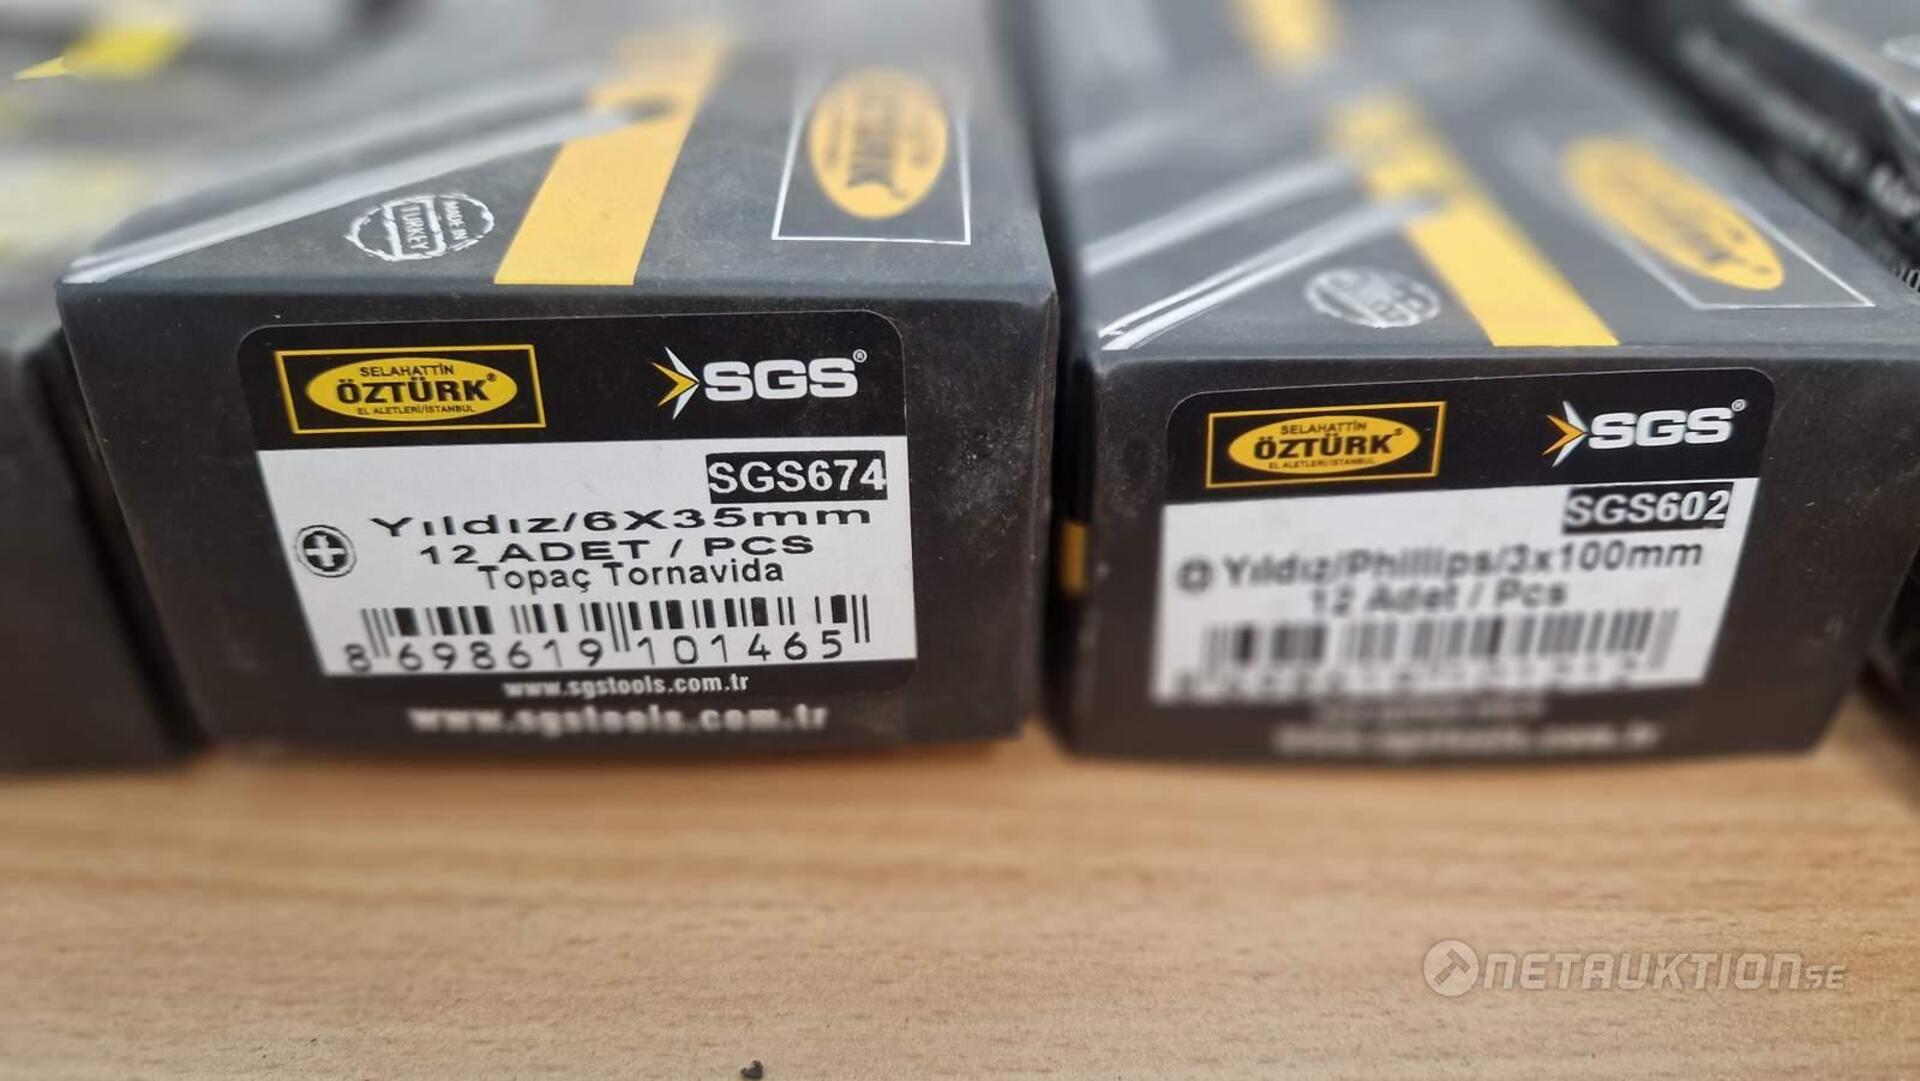 MADE IN
TURKEY
SELAHATTİN
ÖZTÜRK®
EL ALETLERİ/İSTANBUL
SGS®
SGS674
Yıldız/6X35mm
12 ADET / PCS
Topaç Tornavida
8 698619 101465
www.sgstools.com.tr
www.sgstools.com.tr
SELAHATTİN
ÖZTÜRK®
EL ALETLERİ/İSTANBUL
SGS®
SGS602
Yıldız/Phillips/3x100mm
12 Adet / Pcs
NETAUKTION.SE